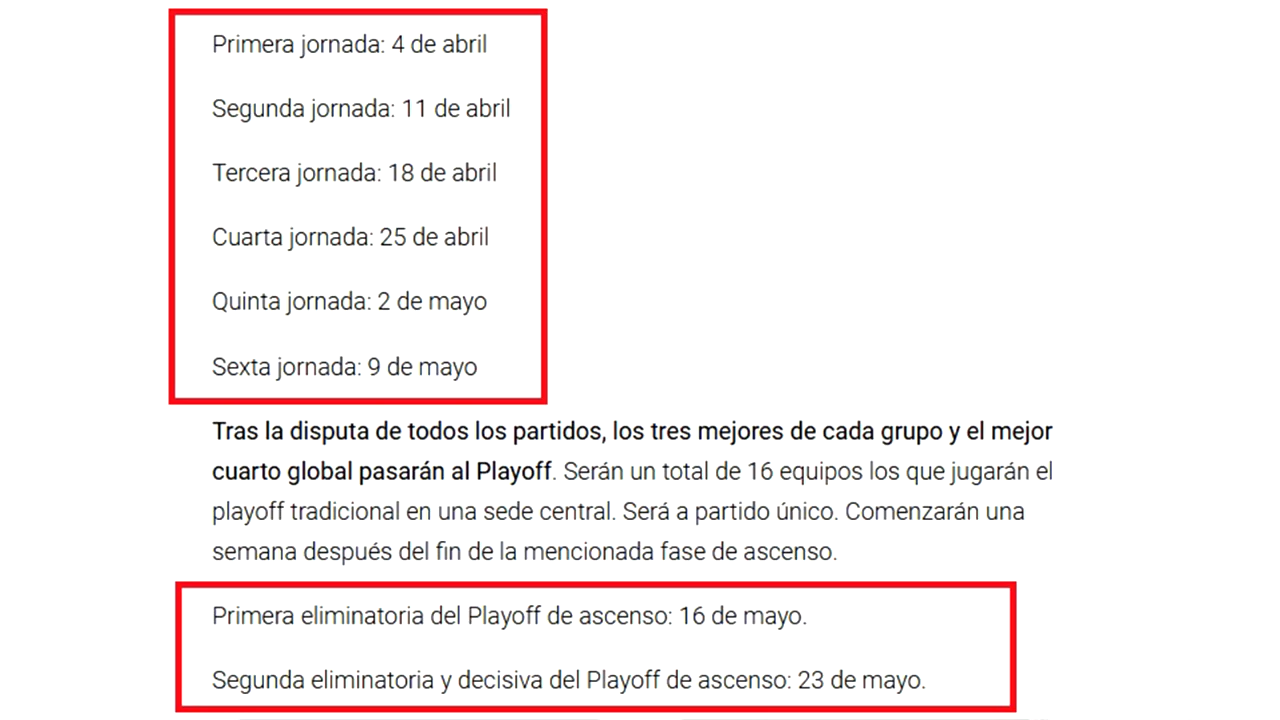 Primera jornada: 4 de abril
Segunda jornada: 11 de abril
Tercera jornada: 18 de abril
Cuarta jornada: 25 de abril
Quinta jornada: 2 de mayo
Sexta jornada: 9 de mayo
Tras la disputa de todos los partidos, los tres mejores de cada grupo y el mejor
cuarto global pasarán al Playoff. Serán un total de 16 equipos los que jugarán el
playoff tradicional en una sede central. Será a partido único. Comenzarán una
semana después del fin de la mencionada fase de ascenso.
Primera eliminatoria del Playoff de ascenso: 16 de mayo.
Segunda eliminatoria y decisiva del Playoff de ascenso: 23 de mayo.